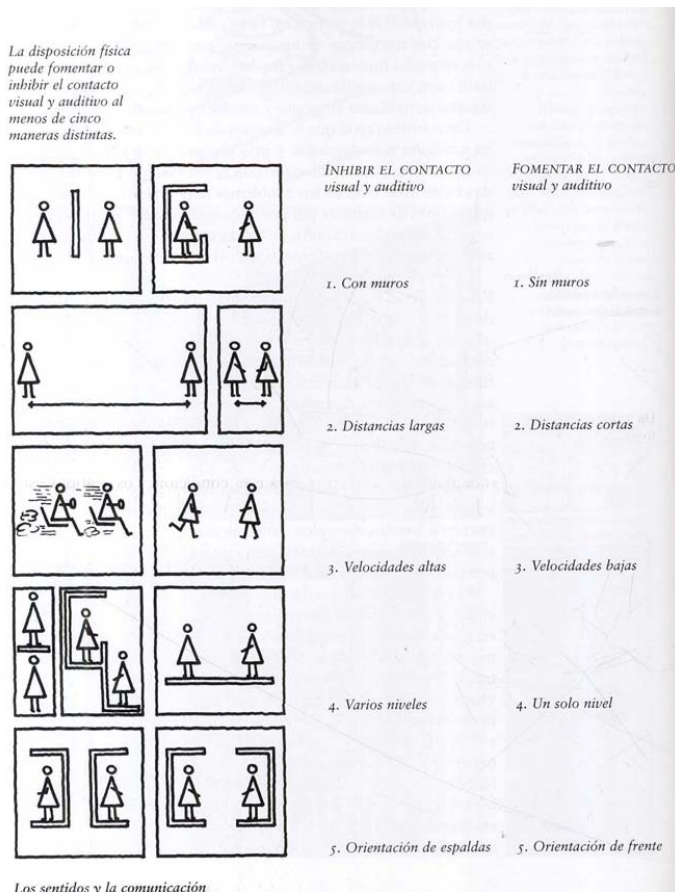 La disposición física
puede fomentar o
inhibir el contacto
visual y auditivo al
menos de cinco
maneras distintas.
INHIBIR EL CONTACTO
visual y auditivo
FOMENTAR EL CONTACTO
visual y auditivo
1. Con muros
1. Sin muros
2. Distancias largas
2. Distancias cortas
3. Velocidades altas
3. Velocidades bajas
4. Varios niveles
4. Un solo nivel
5. Orientación de espaldas
5. Orientación de frente
Los sentidos y la comunicación